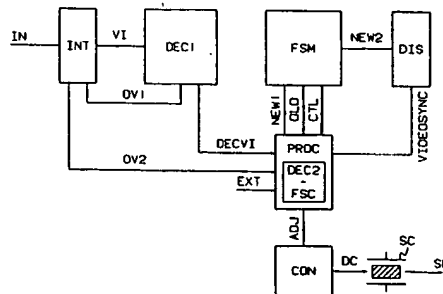 IN
INT
VI
DEC1
FSM
NEW2
DIS
OV1
NEW1
OLD
CTL
VIDEOSYNC
DECVI
PROC
OV2
DEC2
FSC
EXT
ADJ
CON
DC
SC